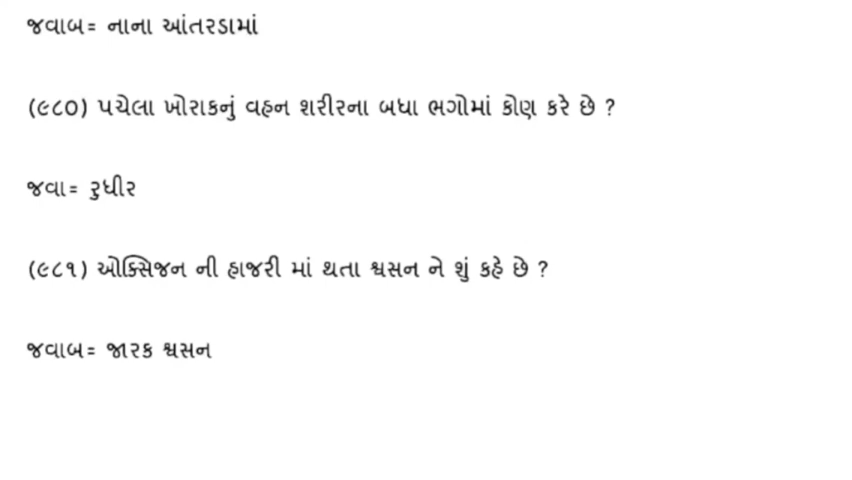 જવાબ= નાના આંતરડામાં
(૯૮૦) પચેલા ખોરાકનું વહન શરીરના બધા ભગોમાં કોણ કરે છે ?
જવા= રુધીર
(૯૮૧) ઓક્સિજન ની હાજરી માં થતા શ્વસન ને શું કહે છે ?
જવાબ= જારક શ્વસન